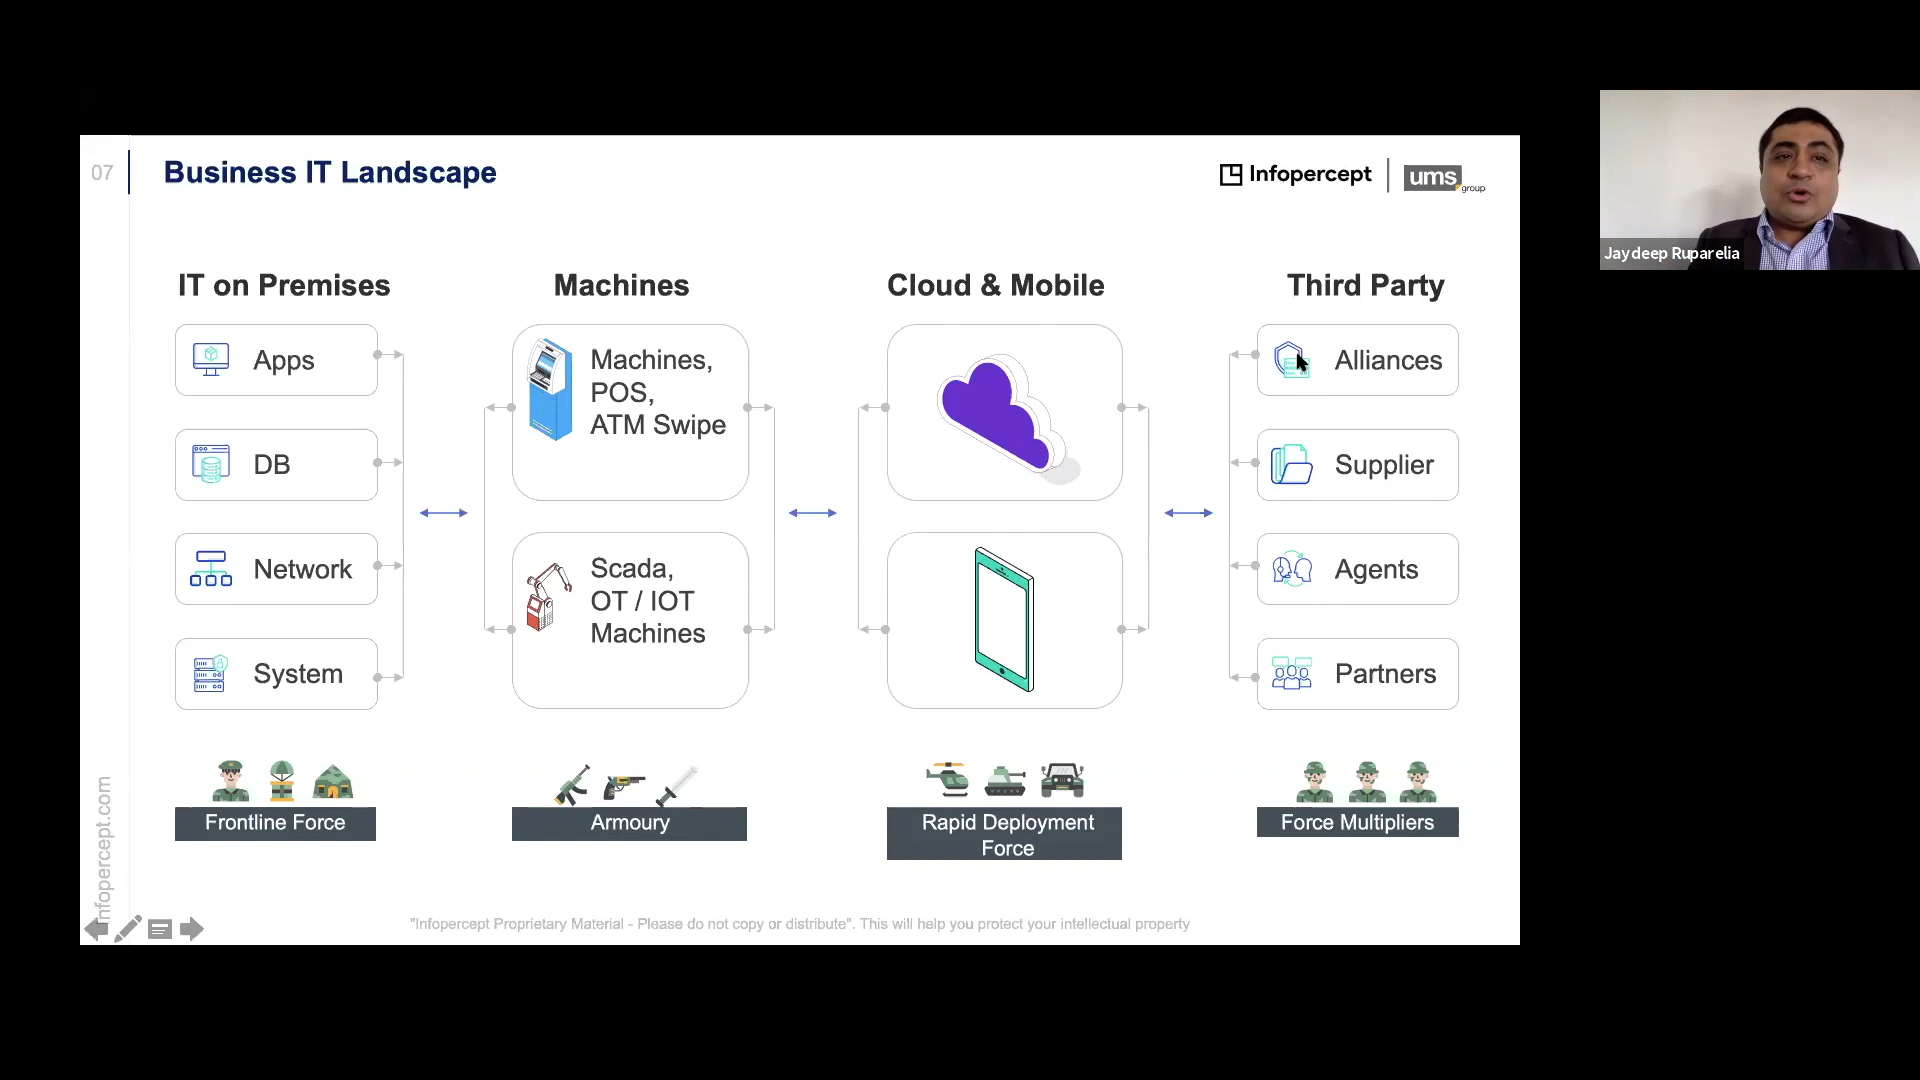 07
Business IT Landscape
Infopercept
ums
group
Jaydeep Ruparelia
IT on Premises
Machines
Cloud & Mobile
Third Party
Apps
DB
Network
System
Machines,
POS,
ATM Swipe
Scada,
OT / IOT
Machines
Alliances
Supplier
Agents
Partners
Frontline Force
Armoury
Rapid Deployment
Force
Force Multipliers
Infopercept.com
"Infopercept Proprietary Material - Please do not copy or distribute". This will help you protect your intellectual property